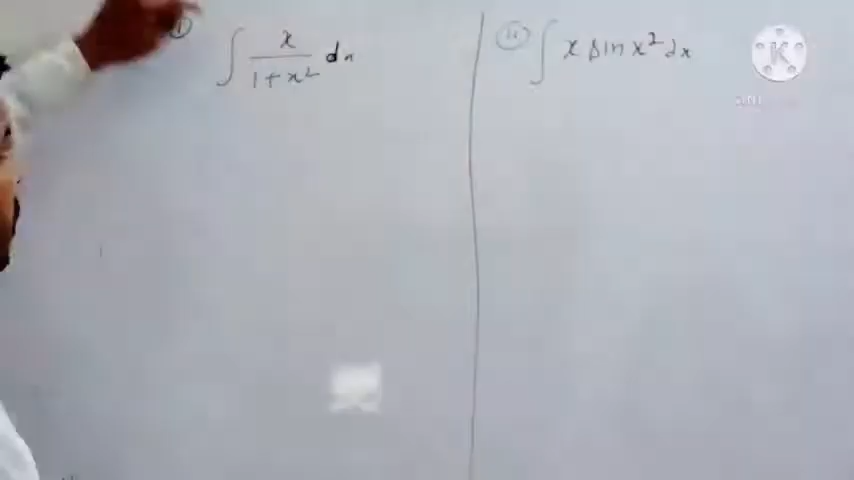 (i) ∫ x/(1+x²) dx
(ii) ∫ x sin x² dx
K